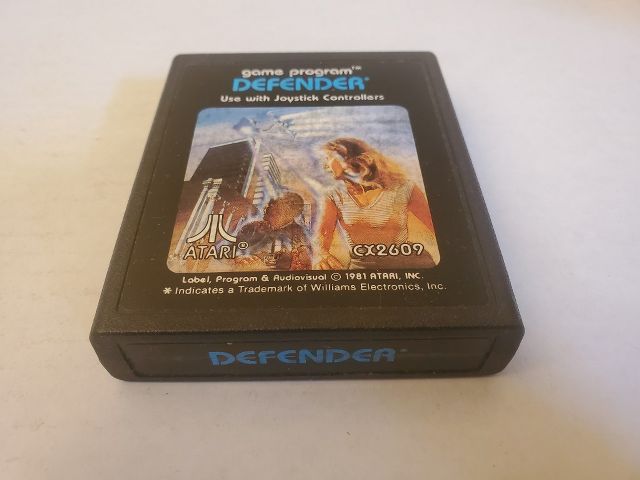 game program™
DEFENDER*
Use with Joystick Controllers
ATARI®
CX2609
Label, Program & Audiovisual © 1981 ATARI, INC.
* Indicates a Trademark of Williams Electronics, Inc.
DEFENDER*